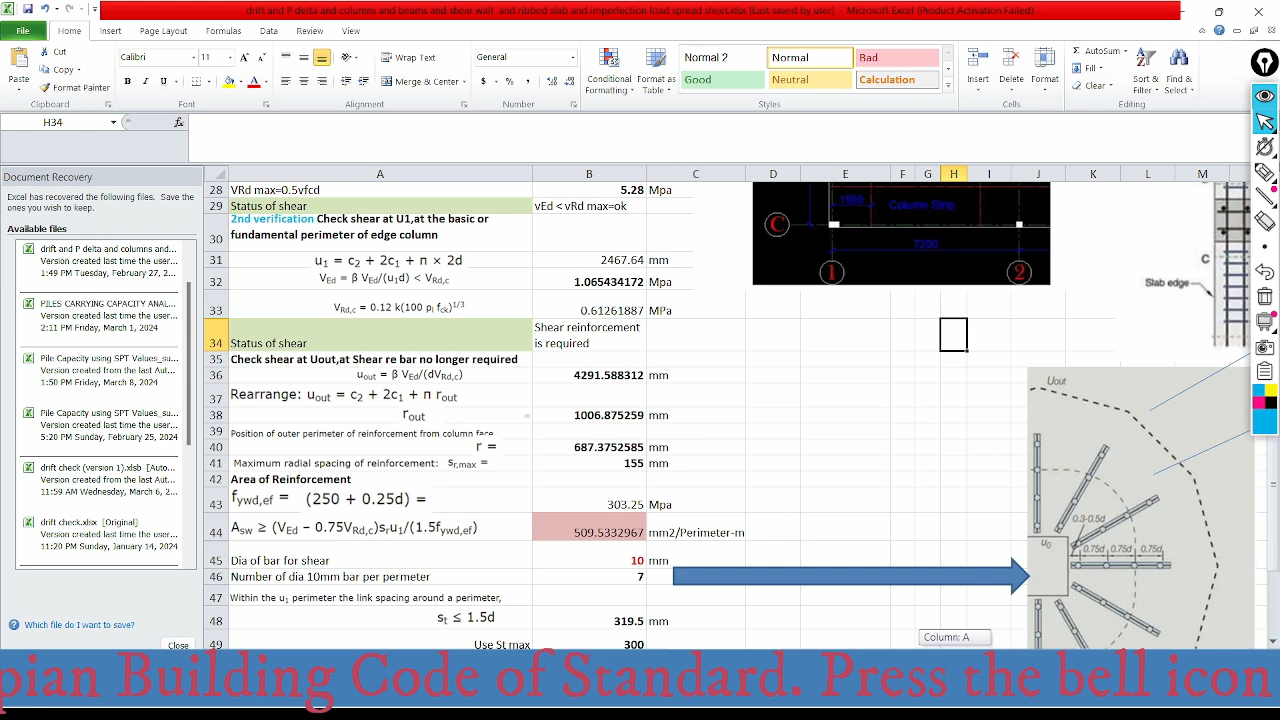 drift and P delta and columns and beams and shear wall and ribbed slab and imperfection load spread sheet.xlsx [Last saved by user] - Microsoft Excel (Product Activation Failed)
File Home Insert Page Layout Formulas Data Review View
Cut Calibri 11 Wrap Text General AutoSum
Normal 2 Normal Bad
Paste Copy Conditional Formatting Format as Table Insert Delete Format Fill Sort & Filter Find & Select
Format Painter Merge & Center Good Neutral Calculation Clear
Clipboard Font Alignment Number Styles Cells Editing
H34 fx
Document Recovery
Excel has recovered the following files. Save the ones you wish to keep.
Available files
drift and P delta and columns and...
Version created last time the user...
1:49 PM Tuesday, February 27, 2...
PILES CARRYING CAPACITY ANAL...
Version created last time the user...
2:11 PM Friday, March 1, 2024
Pile Capacity using SPT Values_su...
Version created from the last Aut...
1:50 PM Friday, March 8, 2024
Pile Capacity using SPT Values_su...
Version created from the last Aut...
5:20 PM Sunday, February 25, 2024
drift check (version 1).xlsb [Auto...
Version created from the last Aut...
11:59 AM Wednesday, March 6, 2...
drift check.xlsx [Original]
Version created last time the user...
11:20 PM Sunday, January 14, 2024
Which file do I want to save?
Close
A B C D E F G H I J K L M
28 VRd max=0.5vfcd 5.28 Mpa
29 Status of shear vEd < vRd max=ok
30 2nd verification Check shear at U1,at the basic or fundamental perimeter of edge column
31 u1 = c2 + 2c1 + π × 2d 2467.64 mm
32 VEd = β VEd/(u1d) < VRd,c 1.065434172 Mpa
33 VRd,c = 0.12 k(100 ρl fck)1/3 0.61261887 MPa
34 Status of shear Shear reinforcement is required
35 Check shear at Uout,at Shear re bar no longer required
36 uout = β VEd/(dVRd,c) 4291.588312 mm
37 Rearrange: uout = c2 + 2c1 + π rout
38 rout = 1006.875259 mm
39 Position of outer perimeter of reinforcement from column face
40 r = 687.3752585 mm
41 Maximum radial spacing of reinforcement: sr,max = 155 mm
42 Area of Reinforcement
43 fywd,ef = (250 + 0.25d) = 303.25 Mpa
44 Asw ≥ (VEd – 0.75VRd,c)sru1/(1.5fywd,ef) 509.5332967 mm2/Perimeter-m
45 Dia of bar for shear 10 mm
46 Number of dia 10mm bar per permeter 7
47 Within the u1 perimeter the link spacing around a perimeter,
48 st ≤ 1.5d 319.5 mm
49 Use St max 300
1500 Column Strip
C
7200
1 2
C
Slab edge
Uout
0.3-0.5d
u0
0.75d 0.75d 0.75d
Column: A
pian Building Code of Standard. Press the bell icon